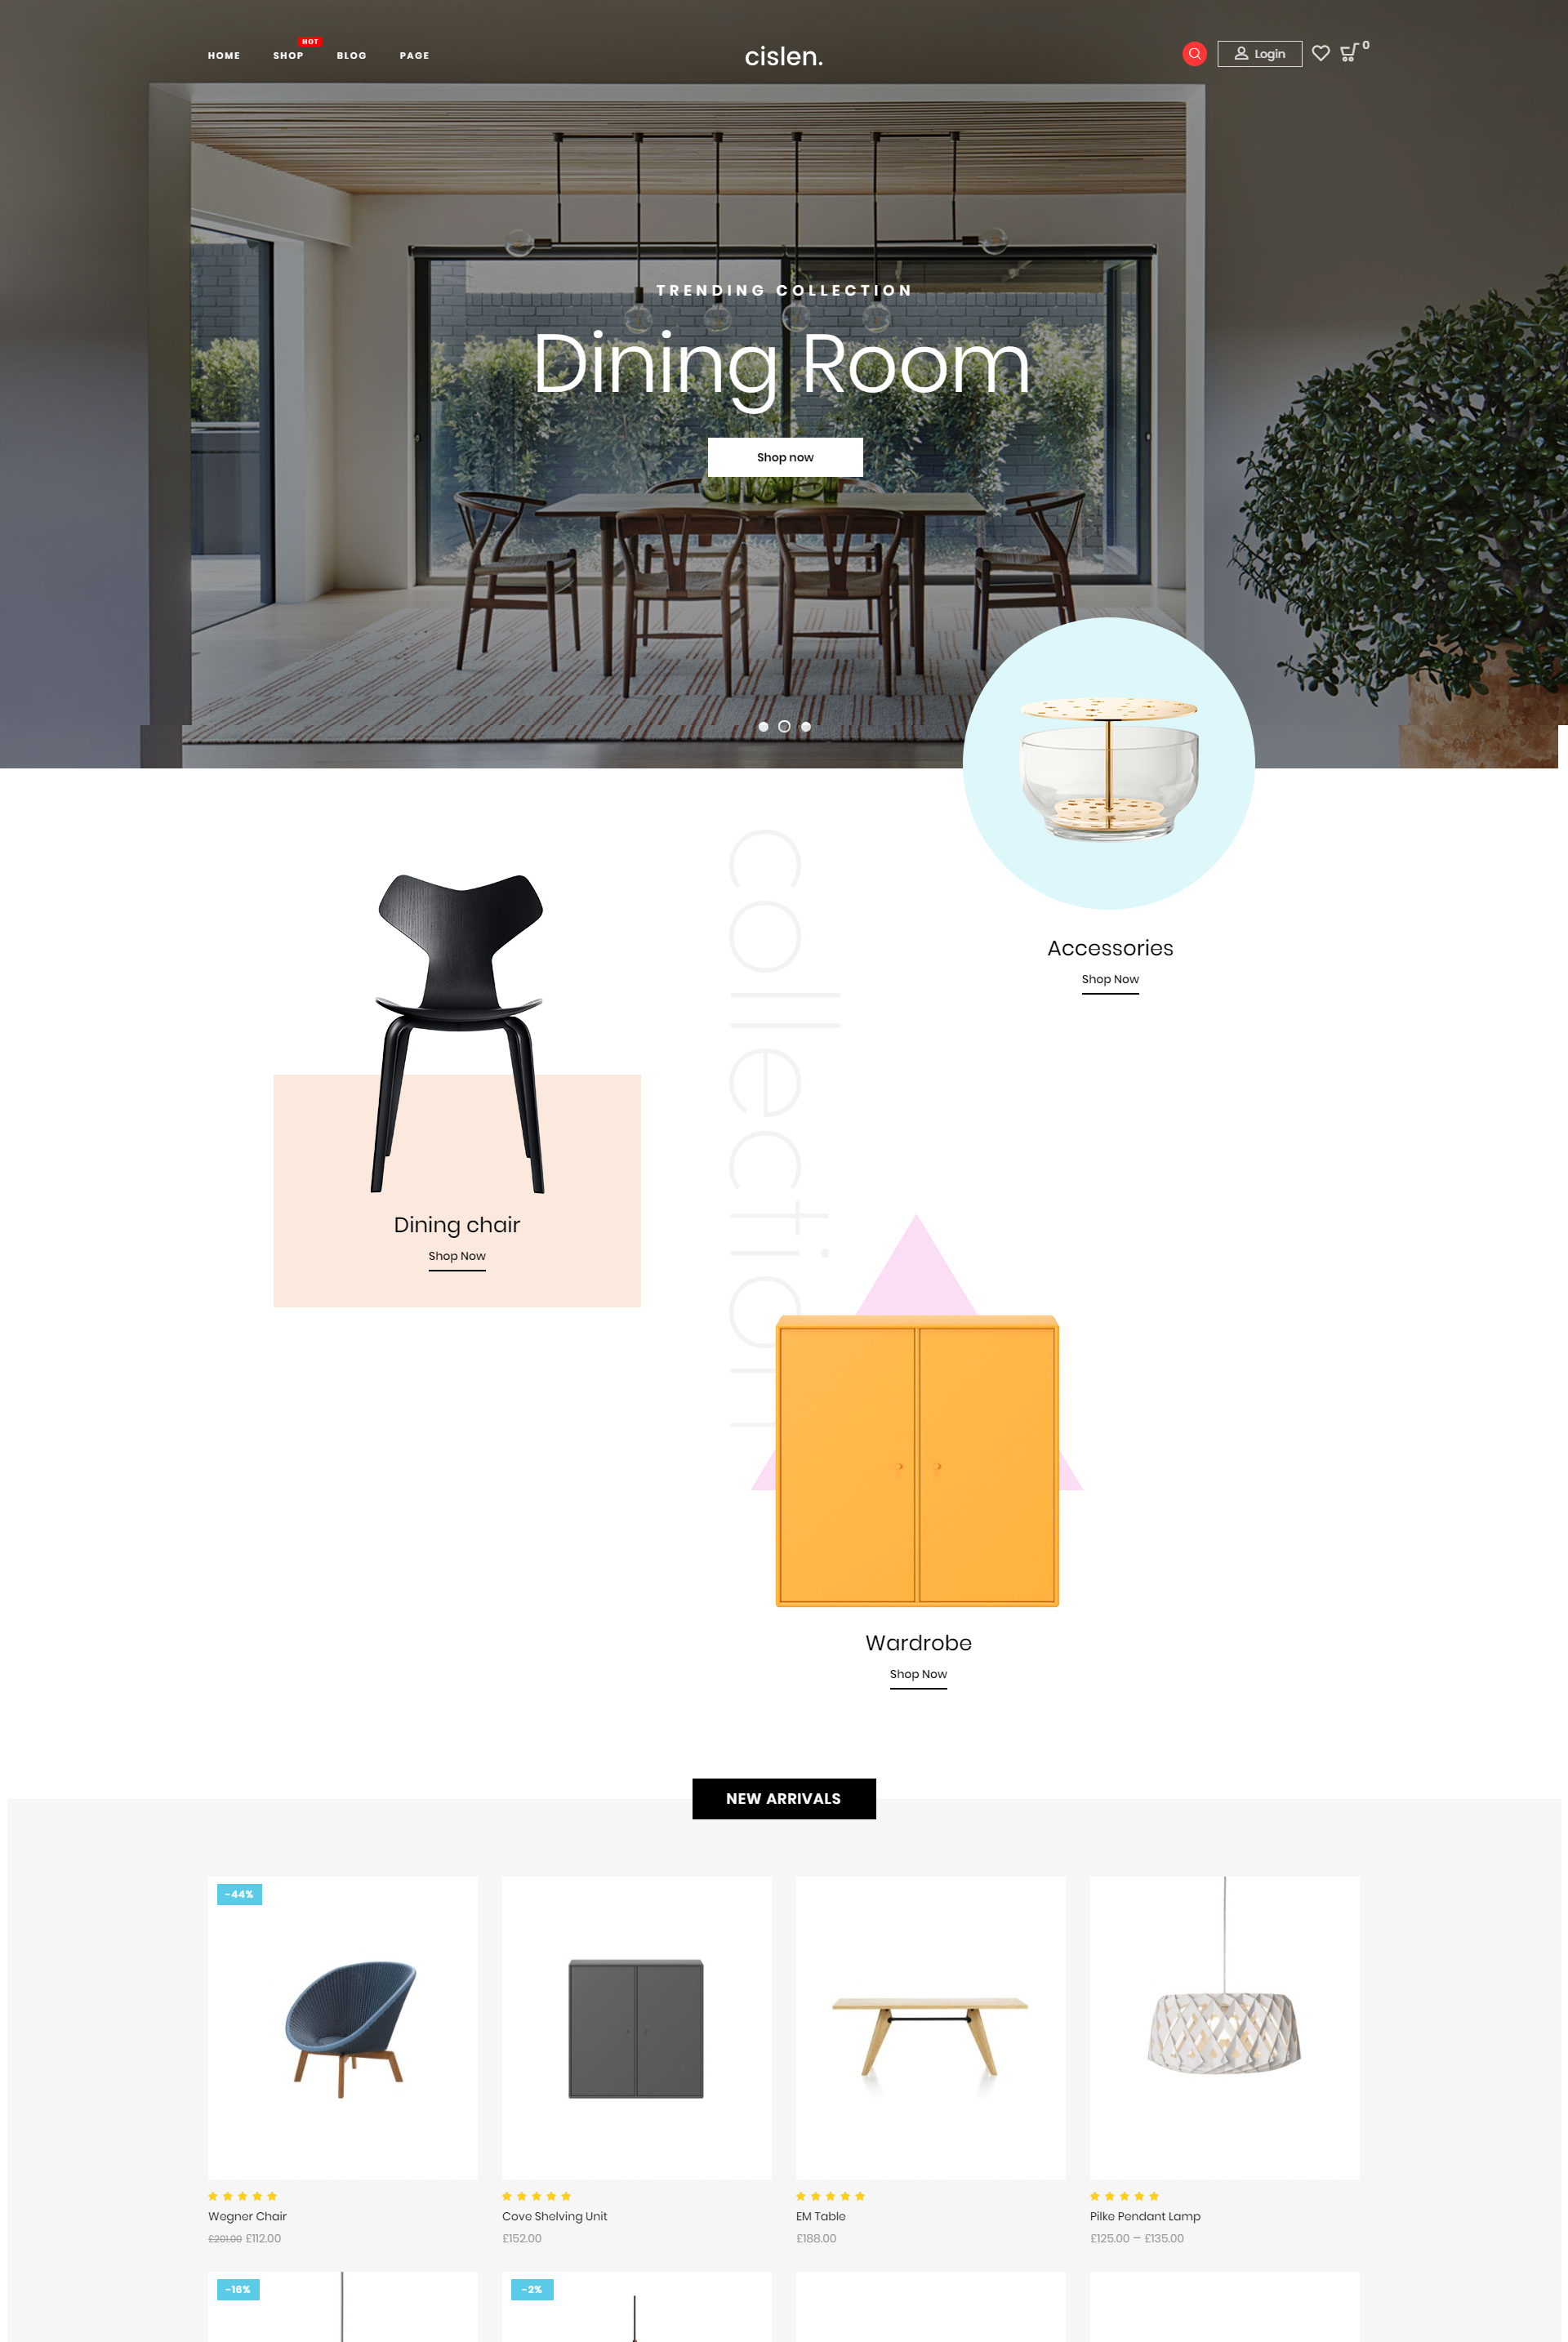 HOT
HOME SHOP BLOG PAGE
cislen.
Login
0
TRENDING COLLECTION
Dining Room
Shop now
collection
Accessories
Shop Now
Dining chair
Shop Now
Wardrobe
Shop Now
NEW ARRIVALS
-44%
Wegner Chair
£201.00 £112.00
Cove Shelving Unit
£152.00
EM Table
£188.00
Pilke Pendant Lamp
£125.00 – £135.00
-16%
-2%